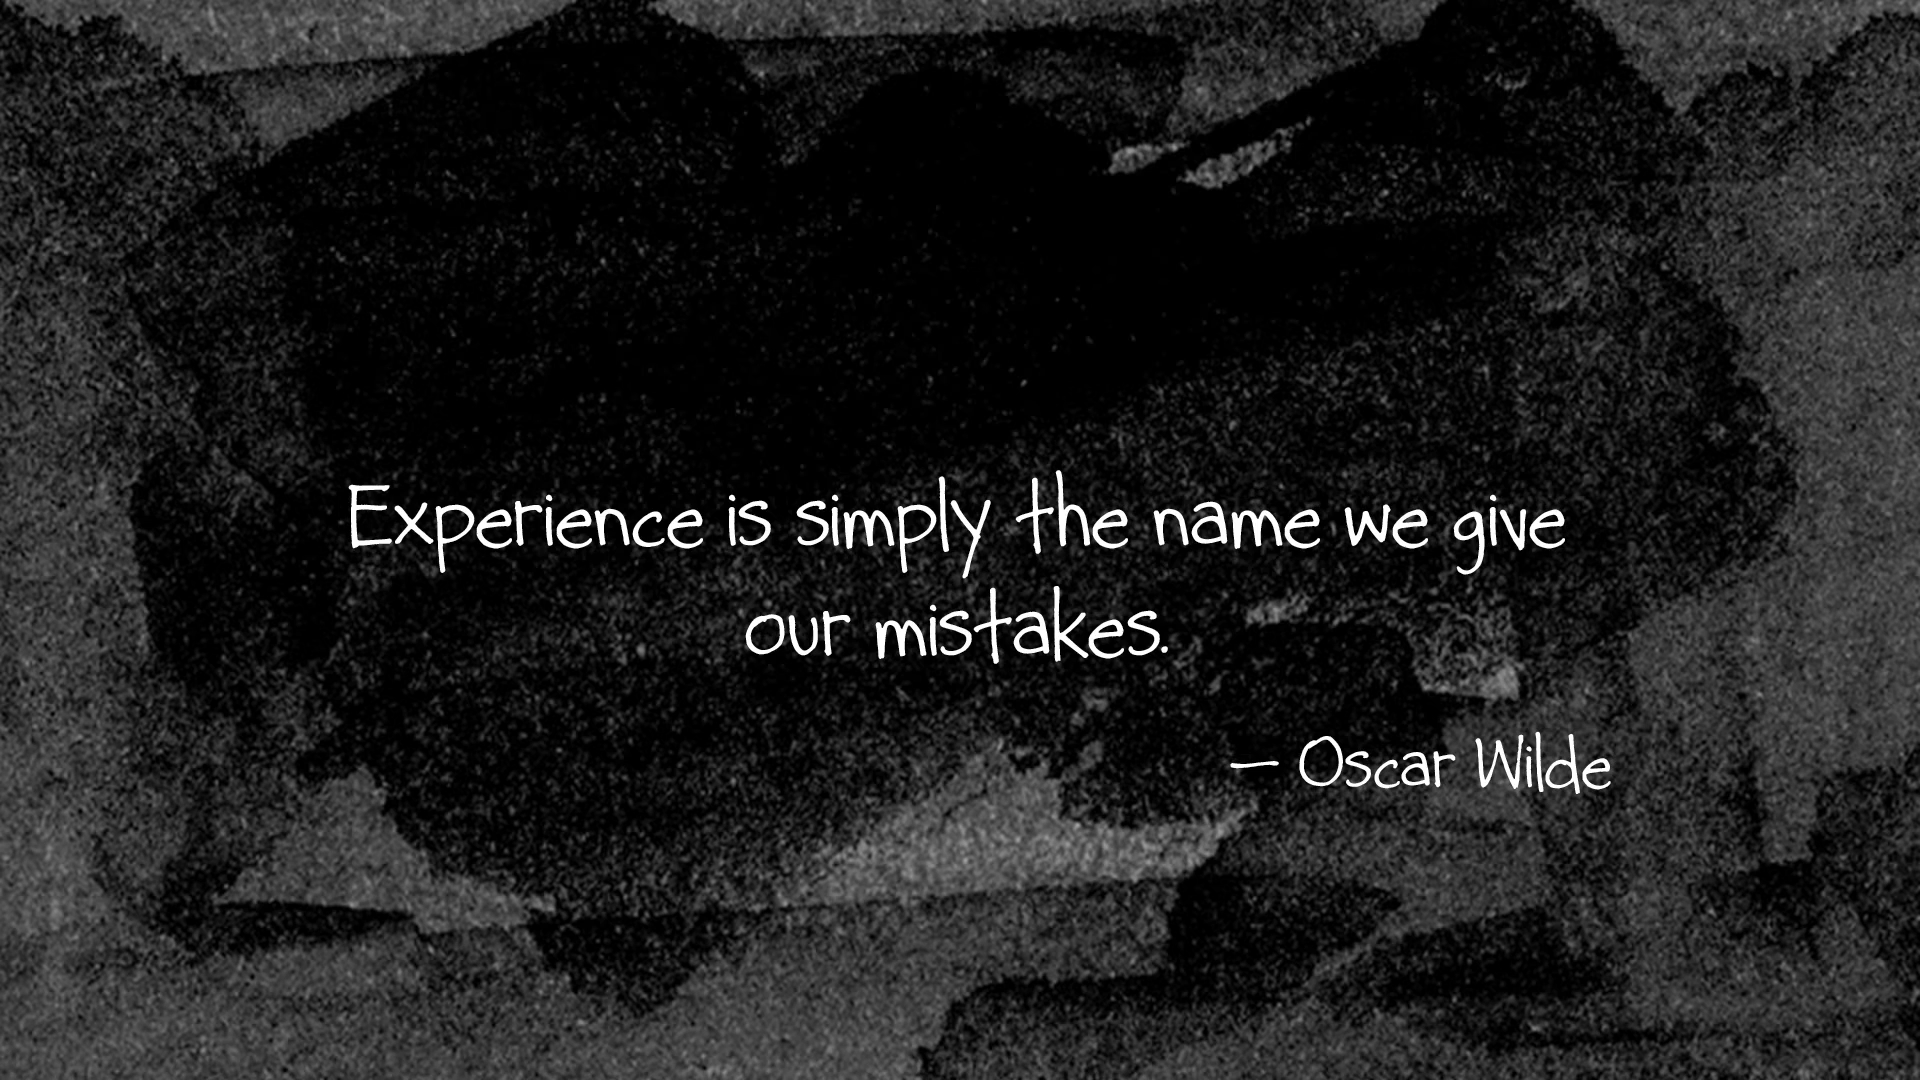 Experience is simply the name we give
our mistakes.
— Oscar Wilde